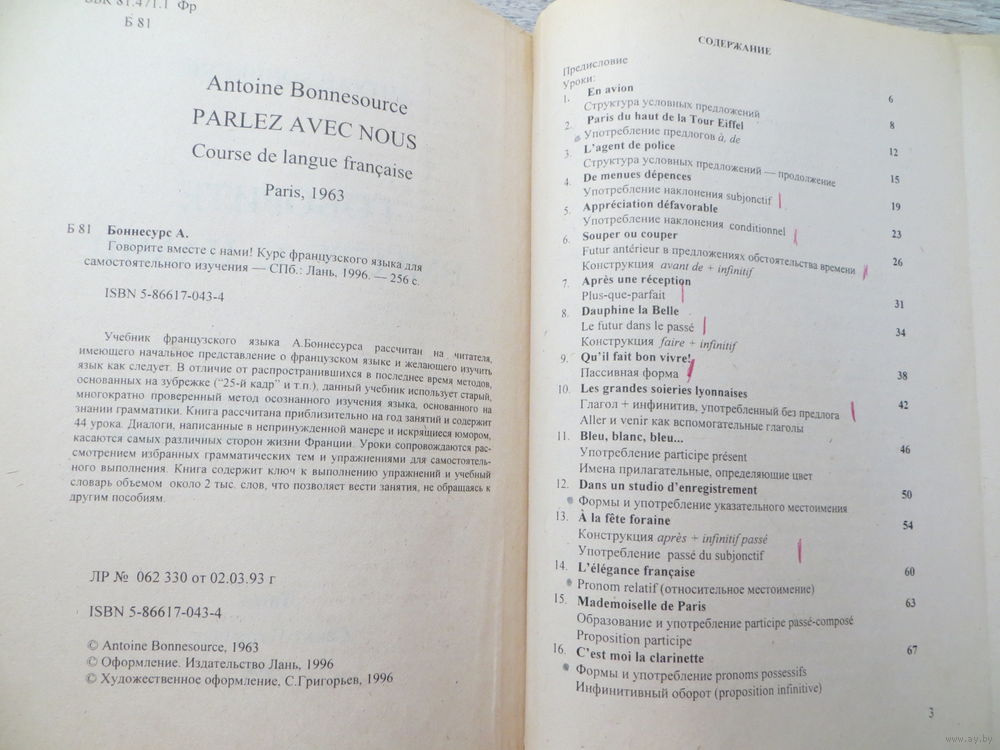 ББК 81.471.1 Фр
Б 81
Antoine Bonnesource
PARLEZ AVEC NOUS
Course de langue française
Paris, 1963
Б 81 Боннесурс А.
Говорите вместе с нами! Курс французского языка для
самостоятельного изучения — СПб.: Лань, 1996. — 256 с.
ISBN 5-86617-043-4
Учебник французского языка А.Боннесурса рассчитан на читателя,
имеющего начальное представление о французском языке и желающего изучить
язык как следует. В отличие от распространившихся в последнее время методов,
основанных на зубрежке ("25-й кадр" и т.п.), данный учебник использует старый,
многократно проверенный метод осознанного изучения языка, основанного на
знании грамматики. Книга рассчитана приблизительно на год занятий и содержит
44 урока. Диалоги, написанные в непринужденной манере и искрящиеся юмором,
касаются самых различных сторон жизни Франции. Уроки сопровождаются рас-
смотрением избранных грамматических тем и упражнениями для самостоятель-
ного выполнения. Книга содержит ключ к выполнению упражнений и учебный
словарь объемом около 2 тыс. слов, что позволяет вести занятия, не обращаясь к
другим пособиям.
ЛР № 062 330 от 02.03.93 г
ISBN 5-86617-043-4
© Antoine Bonnesource, 1963
© Оформление. Издательство Лань, 1996
© Художественное оформление, С.Григорьев, 1996
СОДЕРЖАНИЕ
Предисловие
Уроки:
1. En avion 6
Структура условных предложений
2. Paris du haut de la Tour Eiffel 8
Употребление предлогов à, de
3. L'agent de police 12
Структура условных предложений — продолжение
4. De menues dépences 15
Употребление наклонения subjonctif
5. Appréciation défavorable 19
Употребление наклонения conditionnel
6. Souper ou couper 23
Futur antérieur в предложениях обстоятельства времени
Конструкция avant de + infinitif
7. Après une réception 26
Plus-que-parfait
8. Dauphine la Belle 31
Le futur dans le passé
Конструкция faire + infinitif
9. Qu'il fait bon vivre! 34
Пассивная форма
10. Les grandes soieries lyonnaises 38
Глагол + инфинитив, употребленный без предлога
Aller и venir как вспомогательные глаголы
11. Bleu, blanc, bleu... 42
Употребление participe présent
Имена прилагательные, определяющие цвет
12. Dans un studio d'enregistrement 46
Формы и употребление указательного местоимения
13. À la fête foraine 50
Конструкция après + infinitif passé
Употребление passé du subjonctif
14. L'élégance française 54
Pronom relatif (относительное местоимение)
15. Mademoiselle de Paris 60
Образование и употребление participe passé-composé
Proposition participe
16. C'est moi la clarinette 63
Формы и употребление pronoms possessifs
Инфинитивный оборот (proposition infinitive) 67
3
www.ay.by